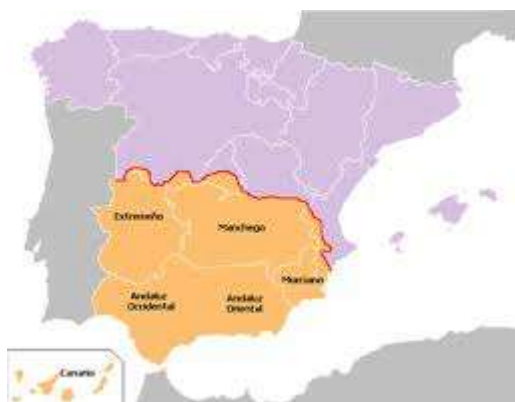 Extremeño
Manchego
Murciano
Andaluz
Occidental
Andaluz
Oriental
Canario